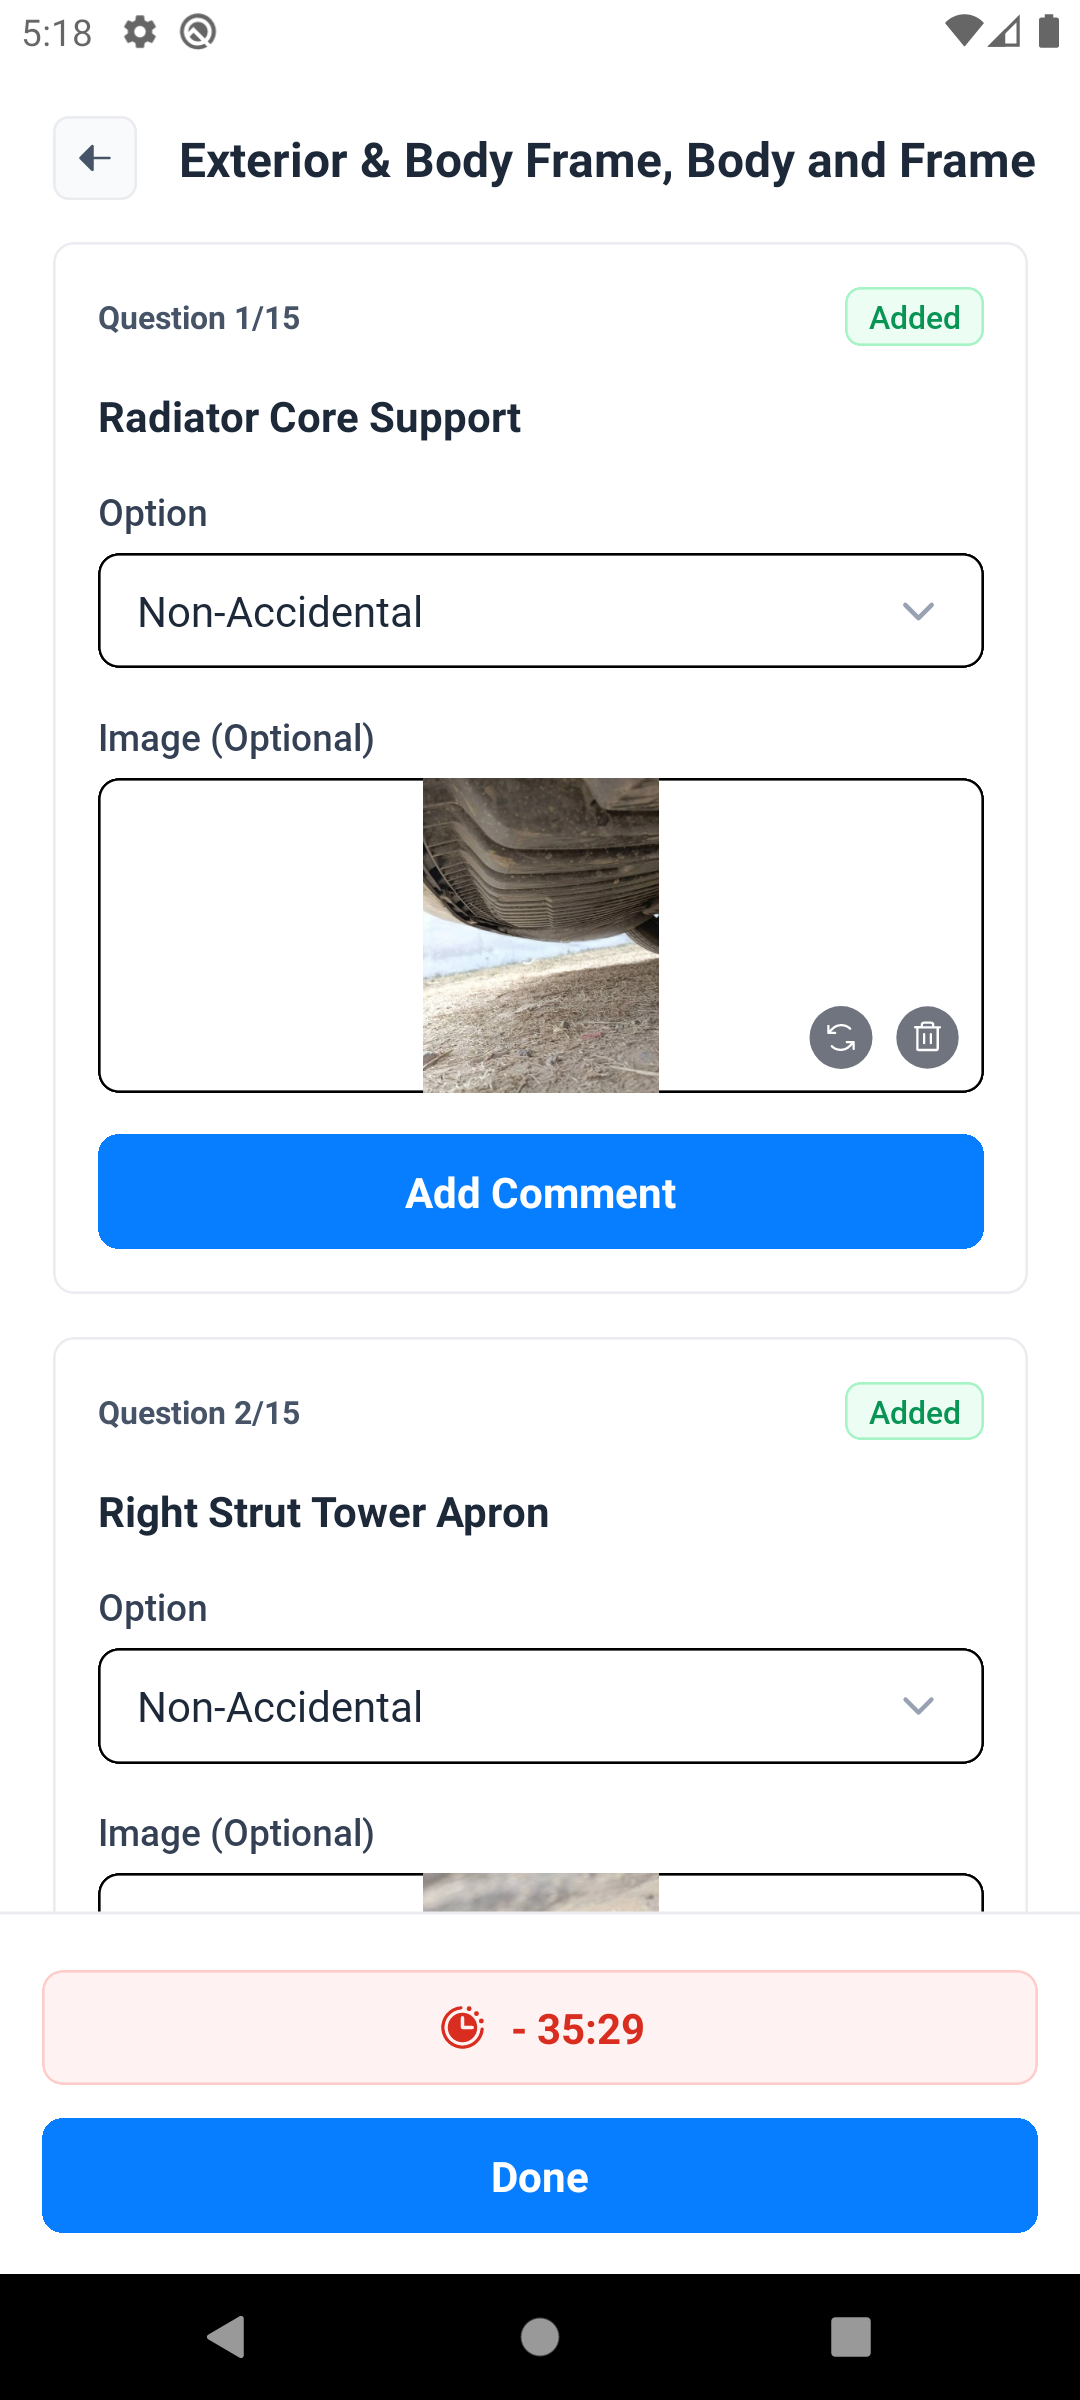 5:18
Exterior & Body Frame, Body and Frame
Question 1/15
Added
Radiator Core Support
Option
Non-Accidental
Image (Optional)
Add Comment
Question 2/15
Added
Right Strut Tower Apron
Option
Non-Accidental
Image (Optional)
- 35:29
Done